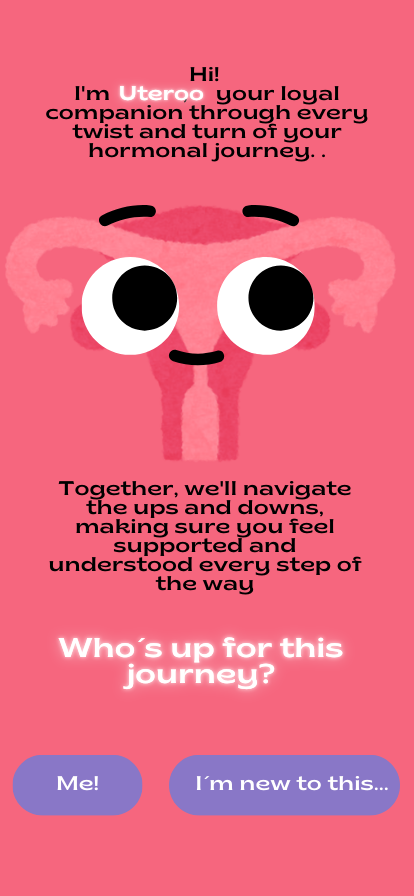 Hi!
I'm Uteroo your loyal
companion through every
twist and turn of your
hormonal journey. .
Together, we'll navigate
the ups and downs,
making sure you feel
supported and
understood every step of
the way
Who´s up for this
journey?
Me!
I´m new to this...